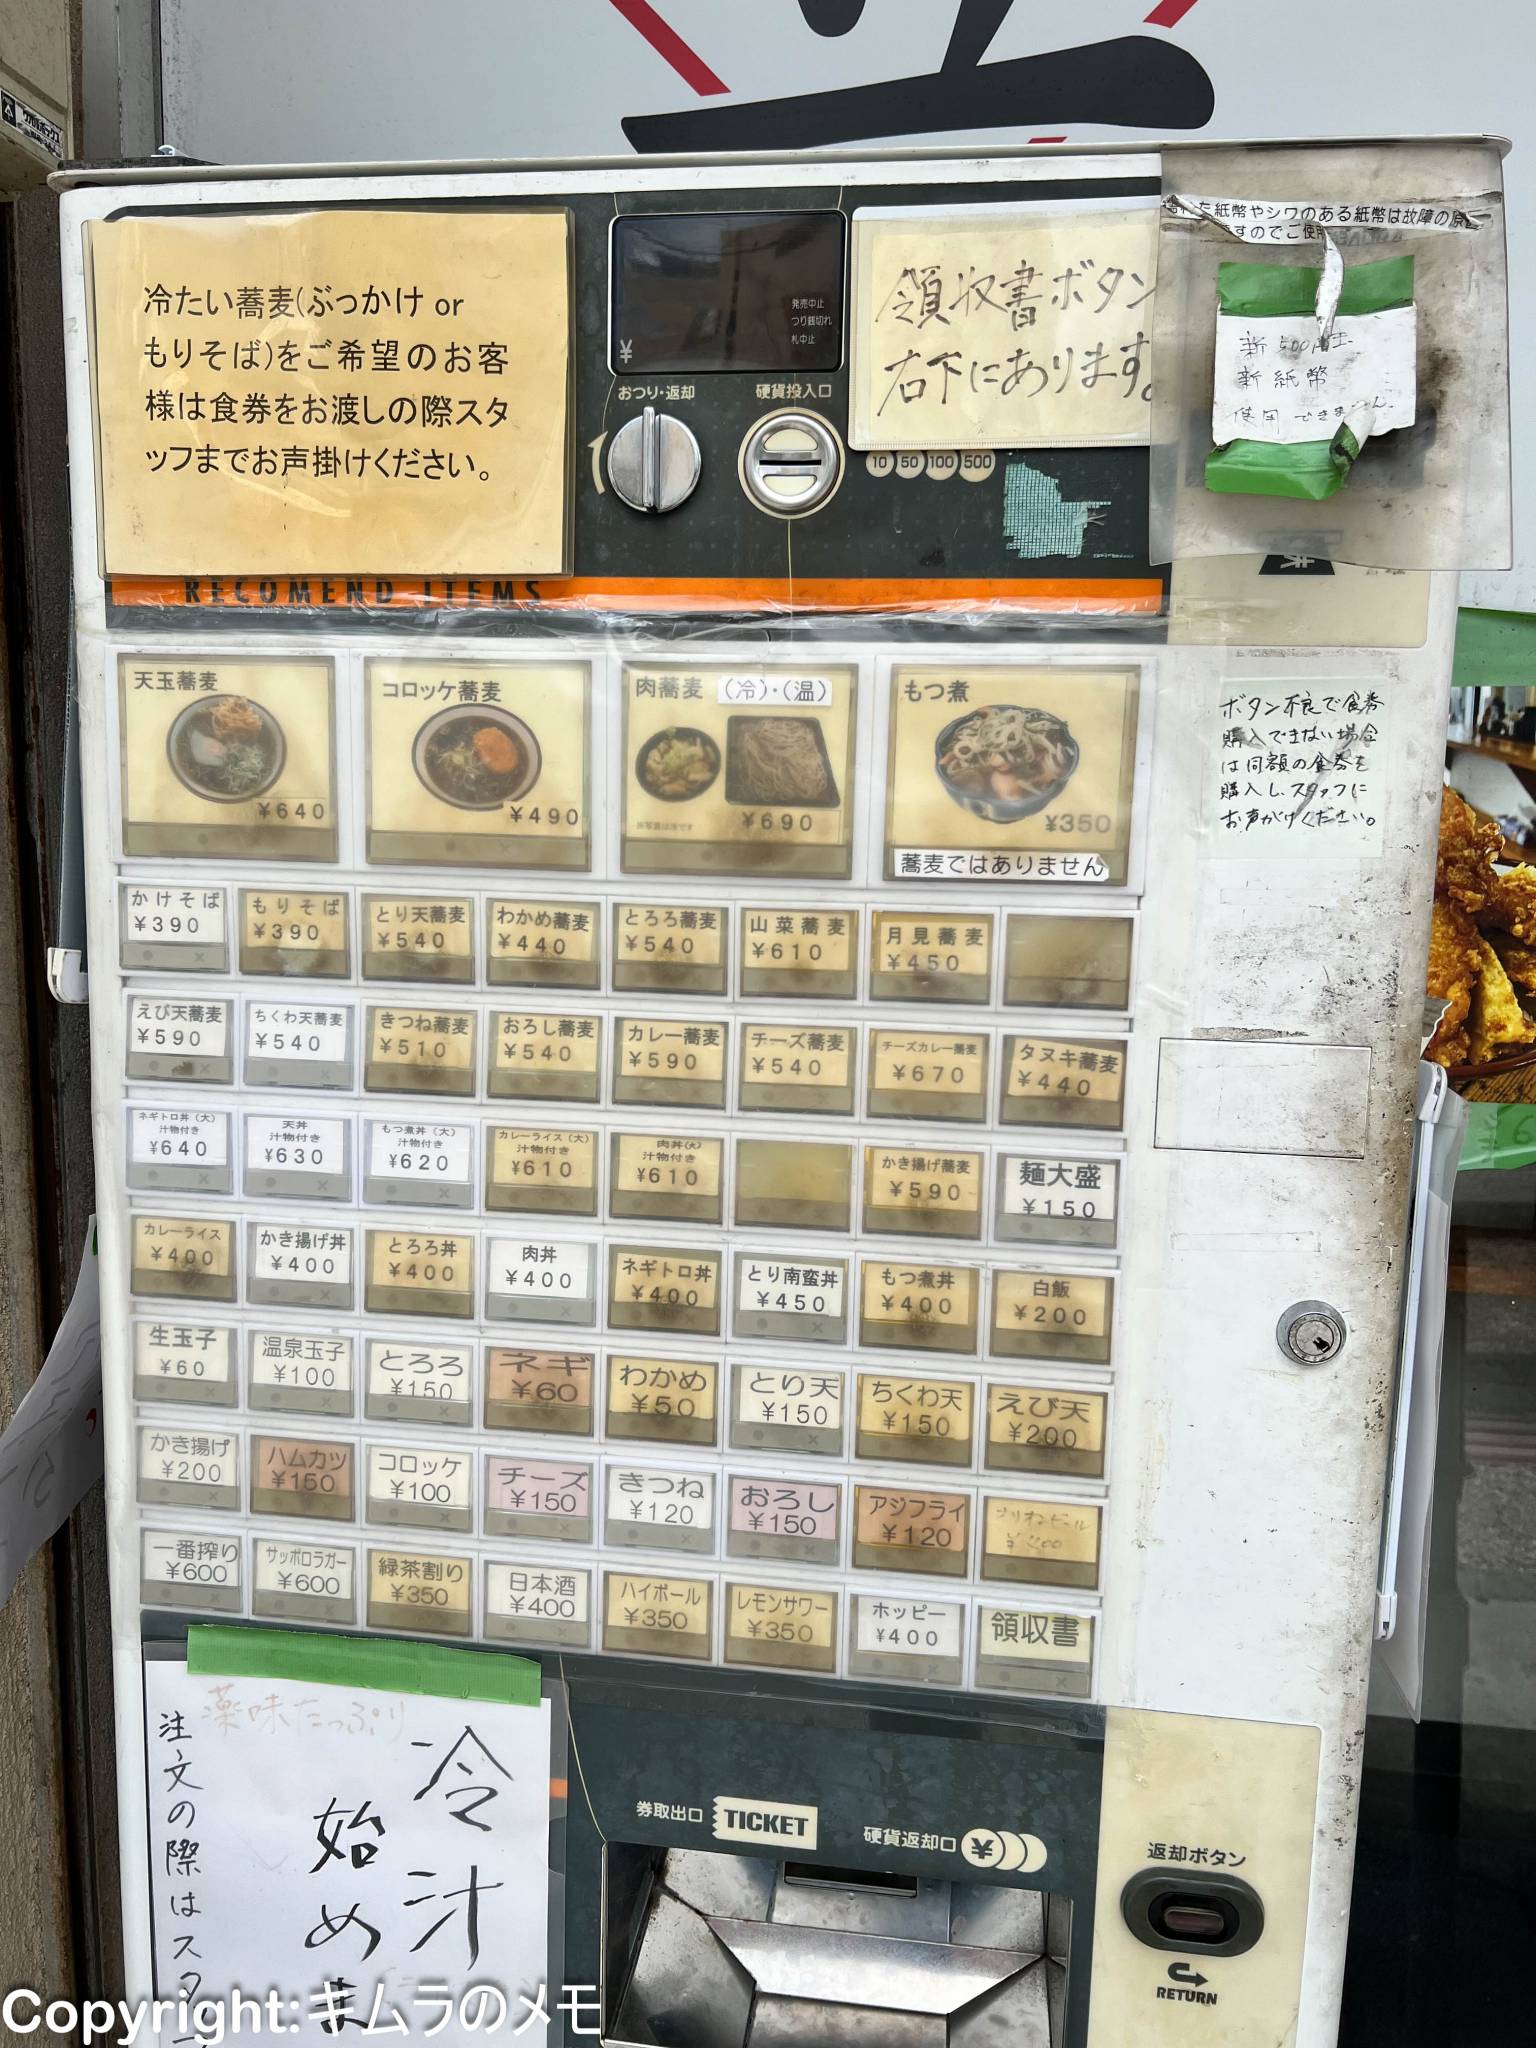 冷たい蕎麦(ぶっかけ or
もりそば)をご希望のお客
様は食券をお渡しの際スタ
ッフまでお声掛けください。
¥
発売中止
つり銭切れ
札中止
おつり・返却
硬貨投入口
10 50 100 500
領収書ボタン
右下にあります。
た紙幣やシワのある紙幣は故障の原
すのでご使用
新500円玉
新紙幣
使用できません
RECOMEND ITEMS
天玉蕎麦
¥640
コロッケ蕎麦
¥490
肉蕎麦 (冷)・(温)
¥690
もつ煮
¥350
蕎麦ではありません
ボタン不良で食券
購入できない場合
は同額の食券を
購入し、スタッフに
お声がけください。
かけそば
¥390
もりそば
¥390
とり天蕎麦
¥540
わかめ蕎麦
¥440
とろろ蕎麦
¥540
山菜蕎麦
¥610
月見蕎麦
¥450
えび天蕎麦
¥590
ちくわ天蕎麦
¥540
きつね蕎麦
¥510
おろし蕎麦
¥540
カレー蕎麦
¥590
チーズ蕎麦
¥540
チーズカレー蕎麦
¥670
タヌキ蕎麦
¥440
ネギトロ丼(大)
汁物付き
¥640
天丼
汁物付き
¥630
もつ煮丼(大)
汁物付き
¥620
カレーライス(大)
汁物付き
¥610
肉丼(大)
汁物付き
¥610
かき揚げ蕎麦
¥590
麺大盛
¥150
カレーライス
¥400
かき揚げ丼
¥400
とろろ丼
¥400
肉丼
¥400
ネギトロ丼
¥400
とり南蛮丼
¥450
もつ煮丼
¥400
白飯
¥200
生玉子
¥60
温泉玉子
¥100
とろろ
¥150
ネギ
¥60
わかめ
¥50
とり天
¥150
ちくわ天
¥150
えび天
¥200
かき揚げ
¥200
ハムカツ
¥150
コロッケ
¥100
チーズ
¥150
きつね
¥120
おろし
¥150
アジフライ
¥120
一番搾り
¥600
サッポロラガー
¥600
緑茶割り
¥350
日本酒
¥400
ハイボール
¥350
レモンサワー
¥350
ホッピー
¥400
領収書
薬味たっぷり
冷汁
始めま
注文の際はスタ
券取出口
TICKET
硬貨返却口
¥
返却ボタン
RETURN
Copyright:キムラのメモ